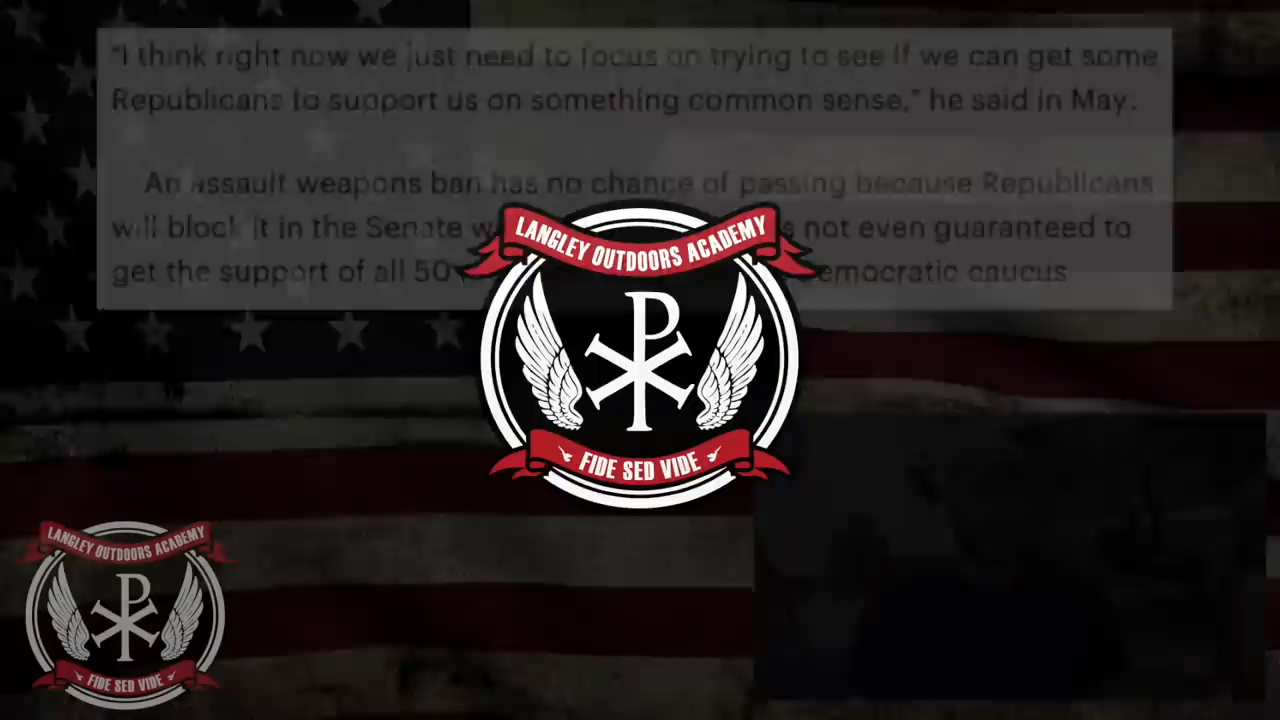 "I think right now we just need to focus on trying to see if we can get some
Republicans to support us on something common sense," he said in May.
An assault weapons ban has no chance of passing because Republicans
will block it in the Senate not even guaranteed to
get the support of all 50 Democratic caucus
LANGLEY OUTDOORS ACADEMY
FIDE SED VIDE
LANGLEY OUTDOORS ACADEMY
FIDE SED VIDE